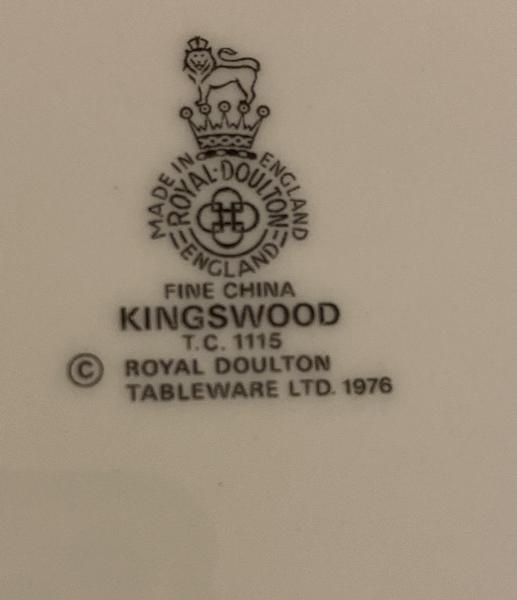 MADE IN ENGLAND
ROYAL·DOULTON
ENGLAND
FINE CHINA
KINGSWOOD
T.C. 1115
© ROYAL DOULTON
TABLEWARE LTD. 1976